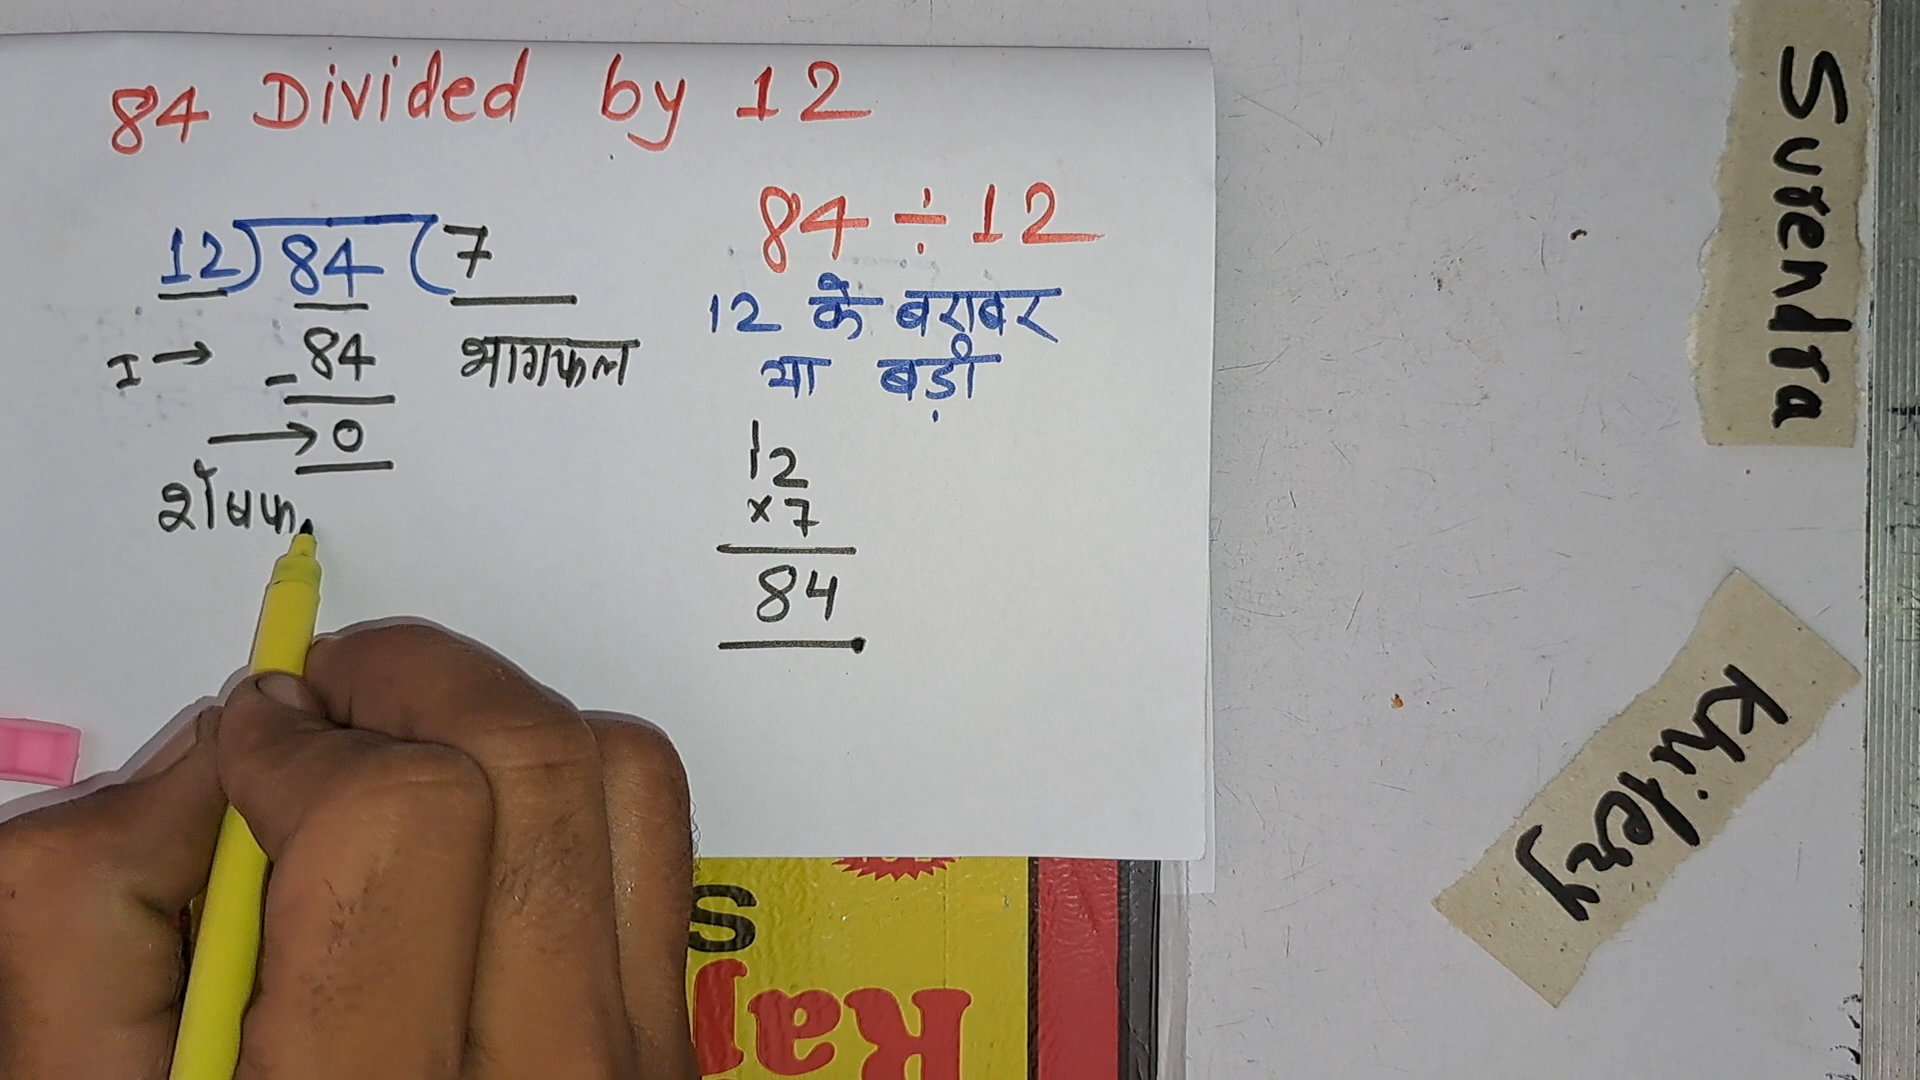 84 Divided by 12
84 ÷ 12
12) 84 ( 7
12 के बराबर
या बड़ी
I → - 84
भागफल
→ 0
शेषफ
12
×7
84
Surendra
Khilery